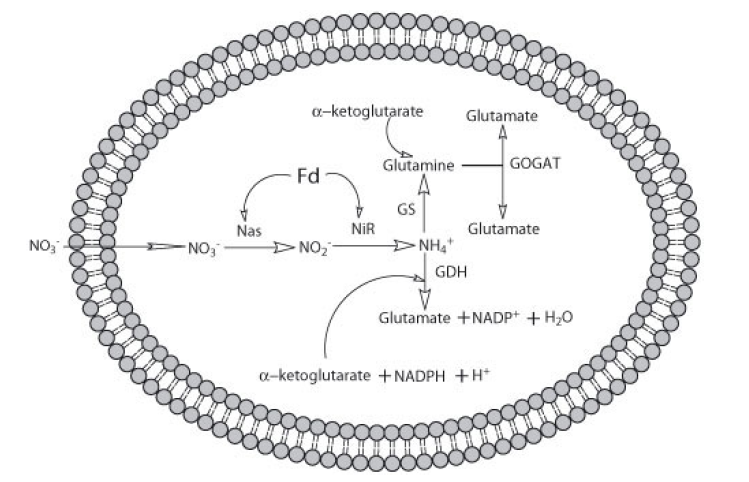 α–ketoglutarate
Glutamate
Glutamine
GOGAT
Fd
GS
Nas
NiR
Glutamate
NO₃⁻
NO₃⁻
NO₂⁻
NH₄⁺
GDH
Glutamate +NADP⁺ + H₂O
α–ketoglutarate +NADPH +H⁺